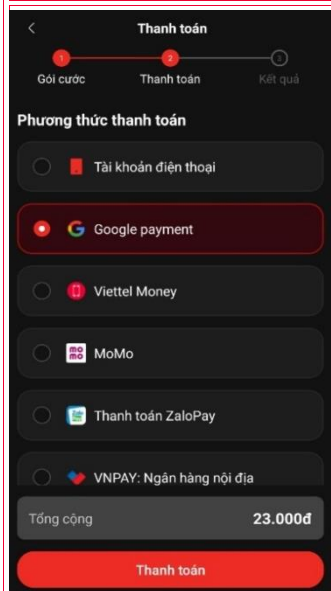 Thanh toán
1
2
3
Gói cước
Thanh toán
Kết quả
Phương thức thanh toán
Tài khoản điện thoại
Google payment
Viettel Money
mo
mo
MoMo
Thanh toán ZaloPay
VNPAY: Ngân hàng nội địa
Tổng cộng
23.000đ
Thanh toán